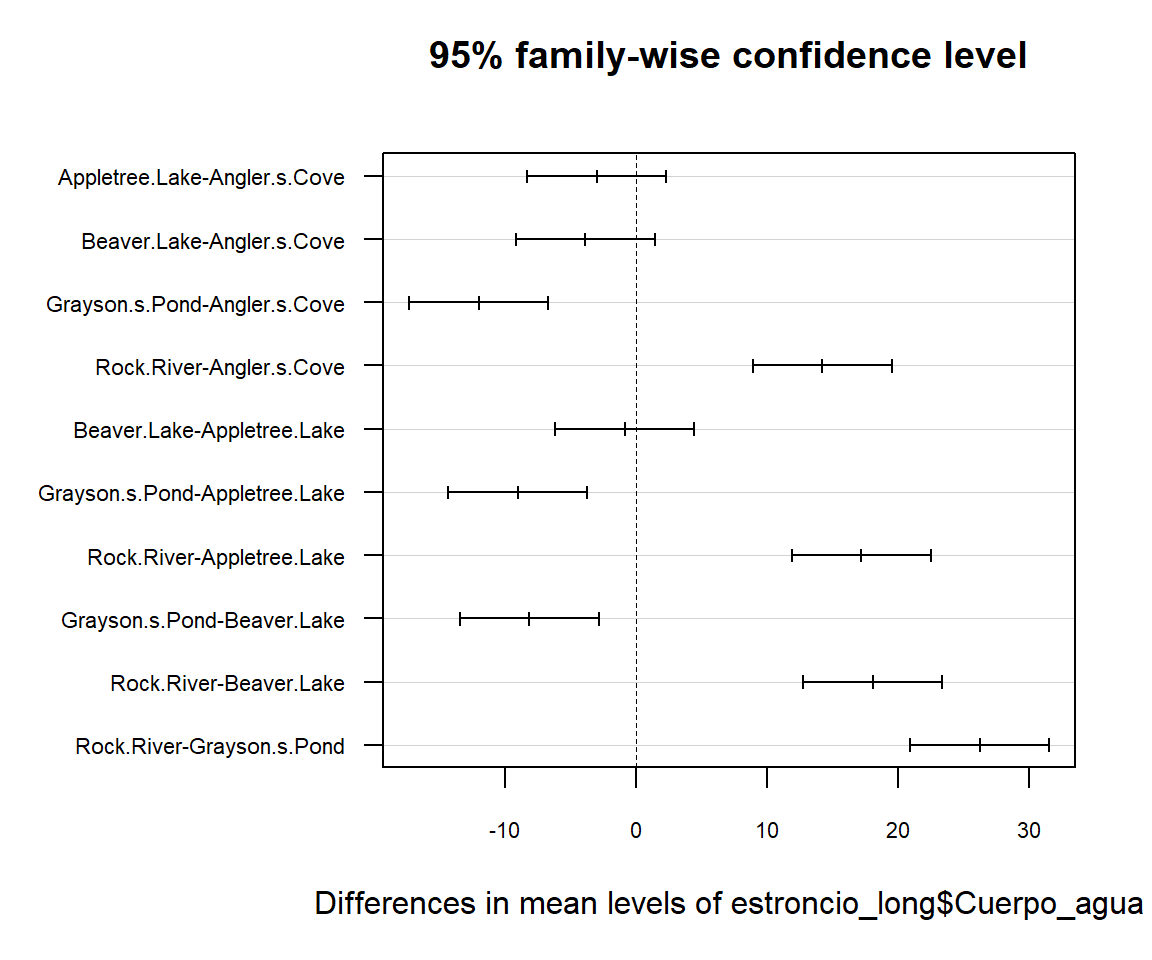 95% family-wise confidence level
Appletree.Lake-Angler.s.Cove
Beaver.Lake-Angler.s.Cove
Grayson.s.Pond-Angler.s.Cove
Rock.River-Angler.s.Cove
Beaver.Lake-Appletree.Lake
Grayson.s.Pond-Appletree.Lake
Rock.River-Appletree.Lake
Grayson.s.Pond-Beaver.Lake
Rock.River-Beaver.Lake
Rock.River-Grayson.s.Pond
-10 0 10 20 30
Differences in mean levels of estroncio_long$Cuerpo_agua